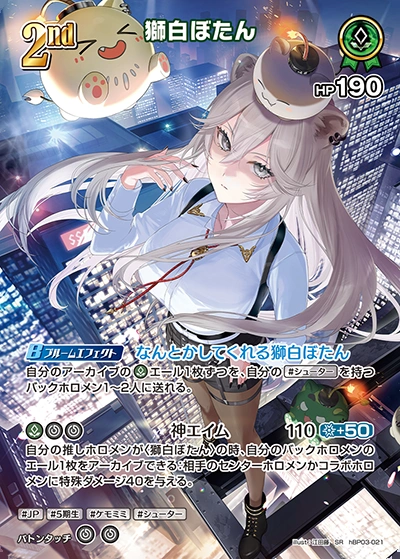 2nd
獅白ぼたん
HP190
Bブルームエフェクト なんとかしてくれる獅白ぼたん
自分のアーカイブのエール1枚ずつを、自分の#シューターを持つ
バックホロメン1~2人に送れる。
神エイム 110 +50
自分の推しホロメンが〈獅白ぼたん〉の時、自分のバックホロメンの
エール1枚をアーカイブできる:相手のセンターホロメンかコラボホロ
メンに特殊ダメージ40を与える。
#JP #5期生 #ケモミミ #シューター
バトンタッチ
SR hBP03-021